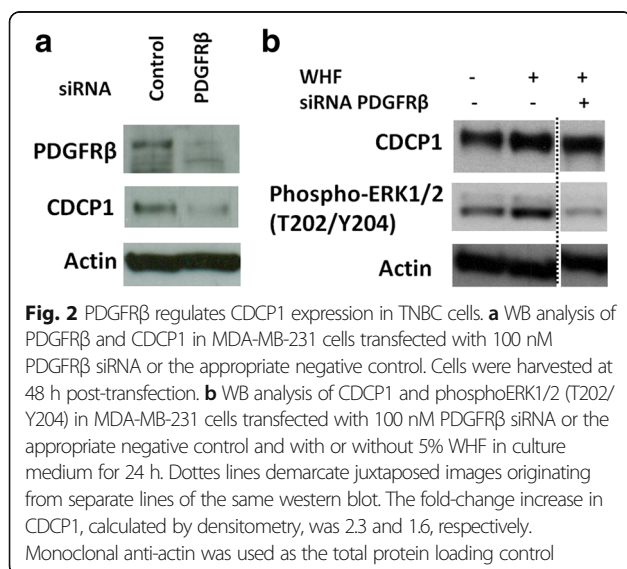 a
b
siRNA
Control
PDGFRβ
PDGFRβ
CDCP1
Actin
WHF - + +
siRNA PDGFRβ - - +
CDCP1
Phospho-ERK1/2
(T202/Y204)
Actin
Fig. 2 PDGFRβ regulates CDCP1 expression in TNBC cells. a WB analysis of
PDGFRβ and CDCP1 in MDA-MB-231 cells transfected with 100 nM
PDGFRβ siRNA or the appropriate negative control. Cells were harvested at
48 h post-transfection. b WB analysis of CDCP1 and phosphoERK1/2 (T202/
Y204) in MDA-MB-231 cells transfected with 100 nM PDGFRβ siRNA or the
appropriate negative control and with or without 5% WHF in culture
medium for 24 h. Dottes lines demarcate juxtaposed images originating
from separate lines of the same western blot. The fold-change increase in
CDCP1, calculated by densitometry, was 2.3 and 1.6, respectively.
Monoclonal anti-actin was used as the total protein loading control